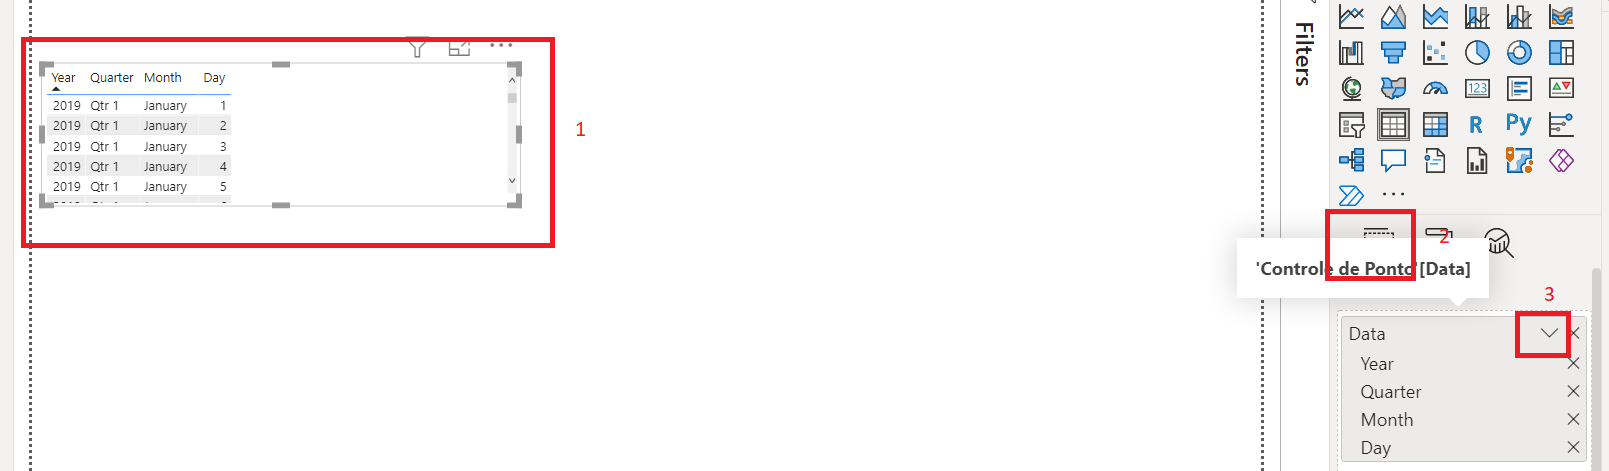 Year Quarter Month Day
2019 Qtr 1 January 1
2019 Qtr 1 January 2
2019 Qtr 1 January 3
2019 Qtr 1 January 4
2019 Qtr 1 January 5
1
Filters
123
R Py
2
'Controle de Ponto'[Data]
3
Data
Year
Quarter
Month
Day